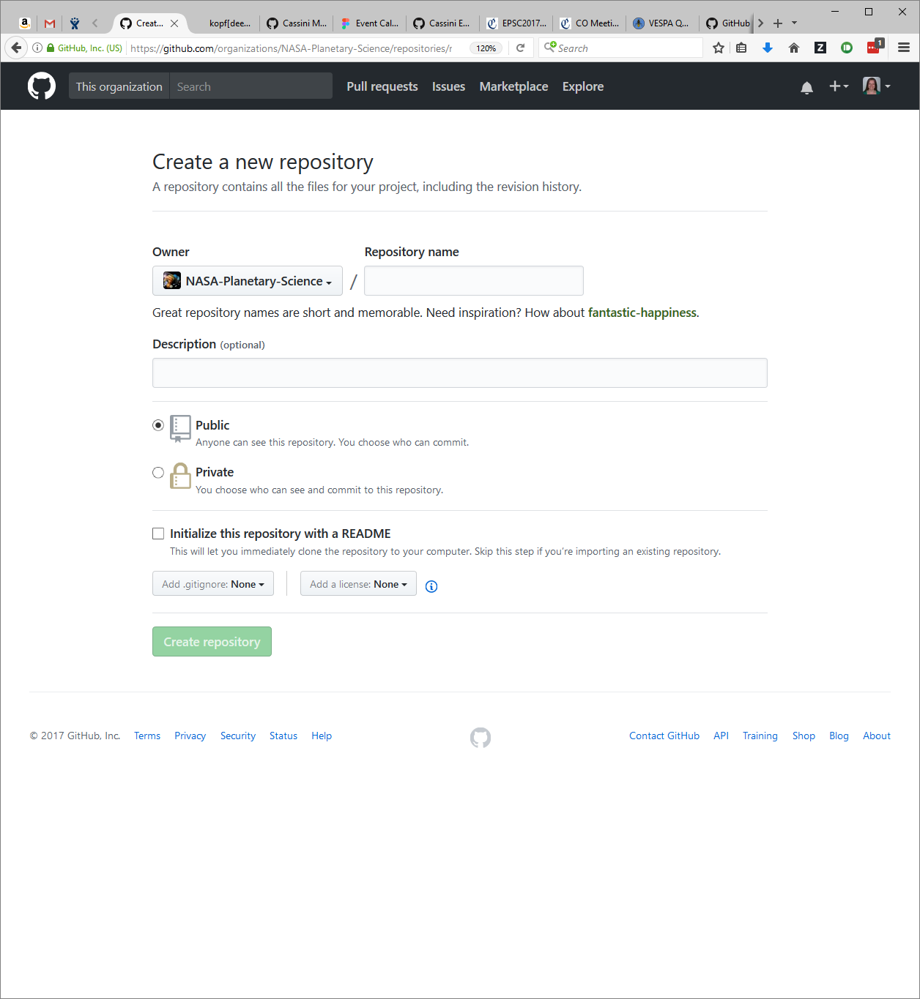 Creat...
kopf[dee...
Cassini M...
Event Cal...
Cassini E...
EPSC2017...
CO Meeti...
VESPA Q...
GitHub
GitHub, Inc. (US)
https://github.com/organizations/NASA-Planetary-Science/repositories/r
120%
Search
1
This organization
Search
Pull requests
Issues
Marketplace
Explore
Create a new repository
A repository contains all the files for your project, including the revision history.
Owner
Repository name
NASA-Planetary-Science
/
Great repository names are short and memorable. Need inspiration? How about fantastic-happiness.
Description (optional)
Public
Anyone can see this repository. You choose who can commit.
Private
You choose who can see and commit to this repository.
Initialize this repository with a README
This will let you immediately clone the repository to your computer. Skip this step if you’re importing an existing repository.
Add .gitignore: None
Add a license: None
Create repository
© 2017 GitHub, Inc.
Terms
Privacy
Security
Status
Help
Contact GitHub
API
Training
Shop
Blog
About